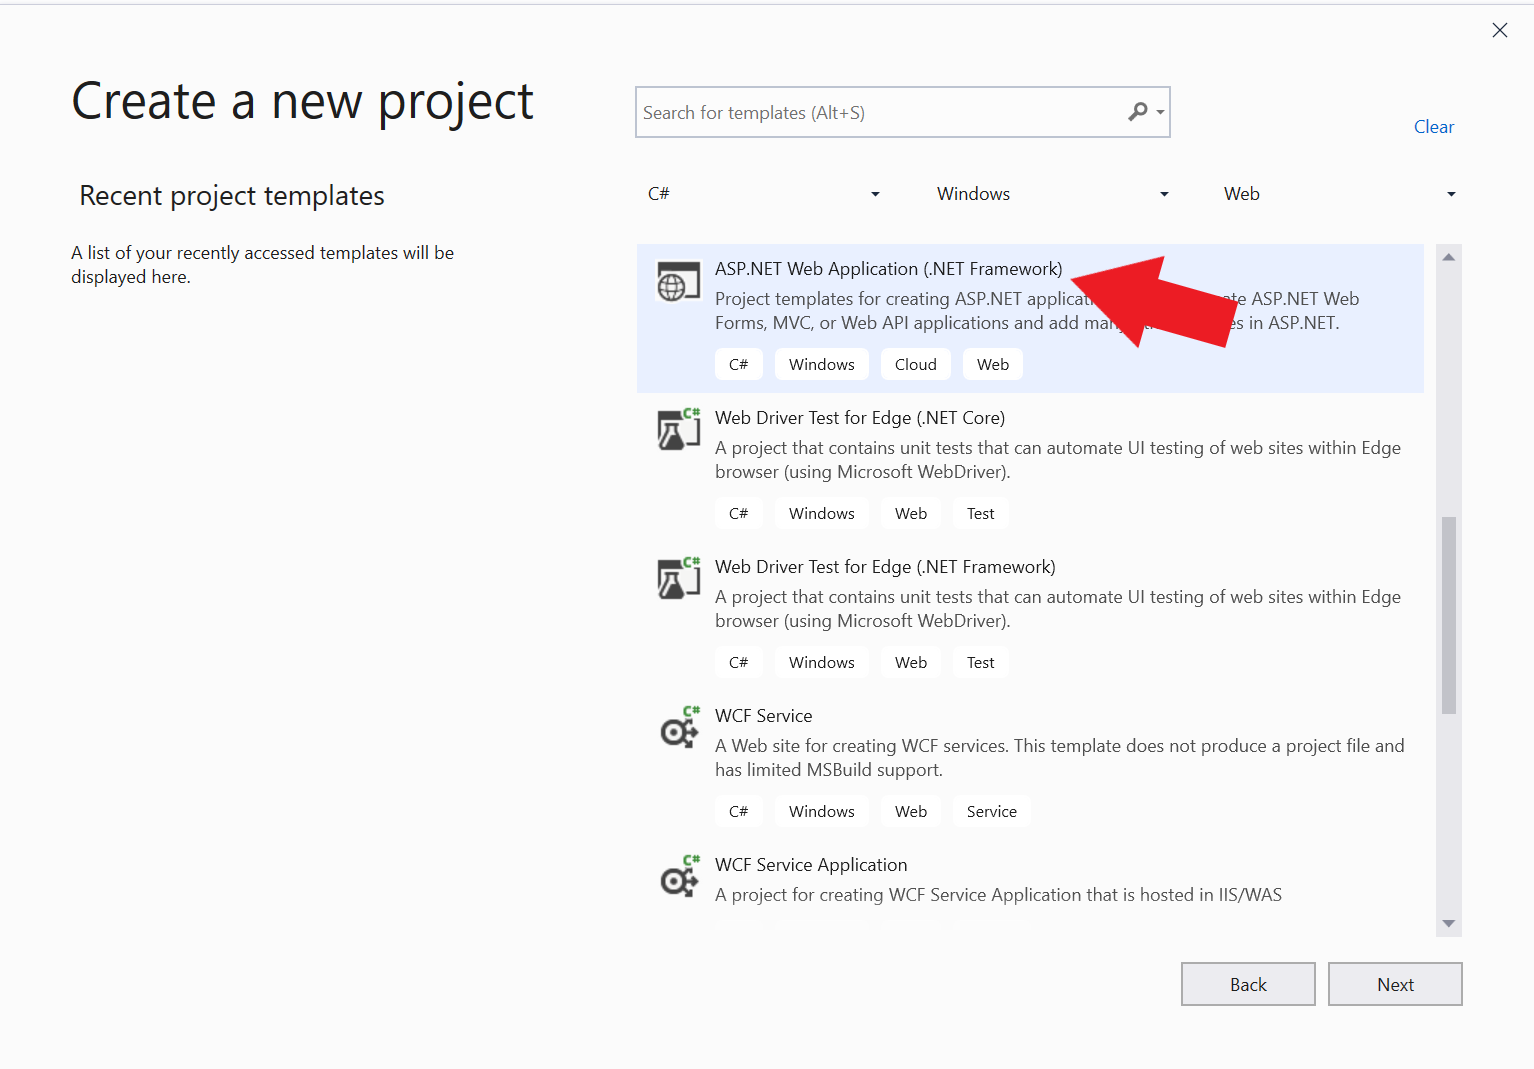 Create a new project
Search for templates (Alt+S)
Clear
Recent project templates
C#
Windows
Web
A list of your recently accessed templates will be
displayed here.
ASP.NET Web Application (.NET Framework)
Project templates for creating ASP.NET ASP.NET Web
Forms, MVC, or Web API applications and add in ASP.NET.
C# Windows Cloud Web
C#
Web Driver Test for Edge (.NET Core)
A project that contains unit tests that can automate UI testing of web sites within Edge
browser (using Microsoft WebDriver).
C# Windows Web Test
C#
Web Driver Test for Edge (.NET Framework)
A project that contains unit tests that can automate UI testing of web sites within Edge
browser (using Microsoft WebDriver).
C# Windows Web Test
C#
WCF Service
A Web site for creating WCF services. This template does not produce a project file and
has limited MSBuild support.
C# Windows Web Service
C#
WCF Service Application
A project for creating WCF Service Application that is hosted in IIS/WAS
Back
Next